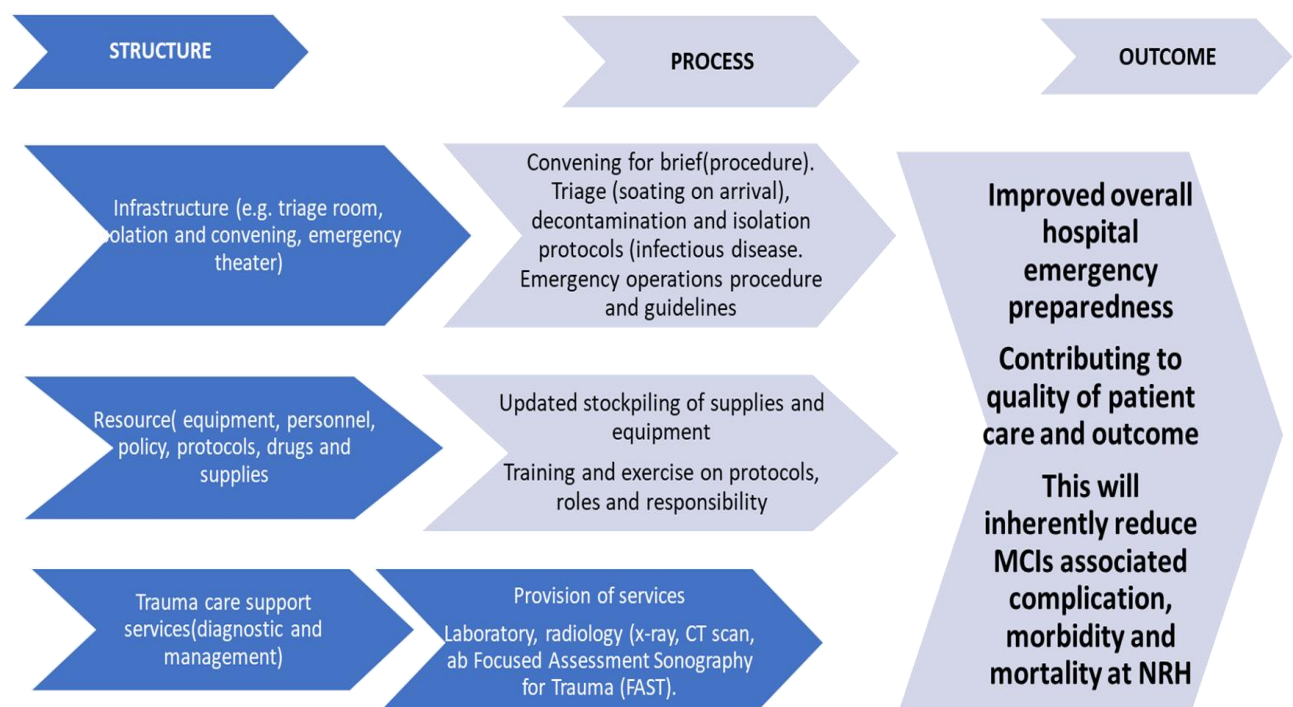 STRUCTURE
PROCESS
OUTCOME
Infrastructure (e.g. triage room,
olation and convening, emergency
theater)
Convening for brief(procedure).
Triage (soating on arrival),
decontamination and isolation
protocols (infectious disease.
Emergency operations procedure
and guidelines
Resource( equipment, personnel,
policy, protocols, drugs and
supplies
Updated stockpiling of supplies and
equipment
Training and exercise on protocols,
roles and responsibility
Trauma care support
services(diagnostic and
management)
Provision of services
Laboratory, radiology (x-ray, CT scan,
ab Focused Assessment Sonography
for Trauma (FAST).
Improved overall
hospital
emergency
preparedness
Contributing to
quality of patient
care and outcome
This will
inherently reduce
MCIs associated
complication,
morbidity and
mortality at NRH